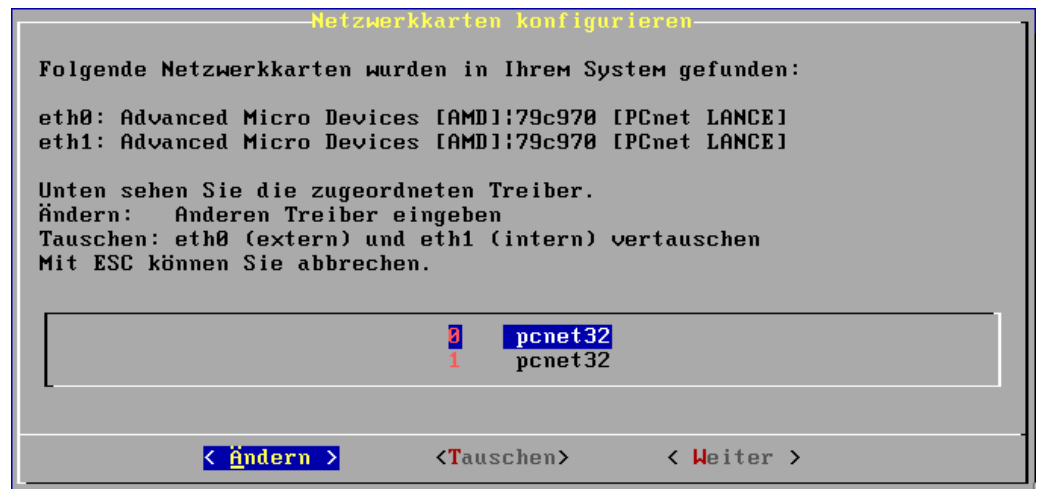 Netzwerkkarten konfigurieren
Folgende Netzwerkkarten wurden in Ihrem System gefunden:
eth0: Advanced Micro Devices [AMD]¦79c970 [PCnet LANCE]
eth1: Advanced Micro Devices [AMD]¦79c970 [PCnet LANCE]
Unten sehen Sie die zugeordneten Treiber.
Ändern:   Anderen Treiber eingeben
Tauschen: eth0 (extern) und eth1 (intern) vertauschen
Mit ESC können Sie abbrechen.
0 pcnet32
1 pcnet32
< Ändern > <Tauschen> < Weiter >